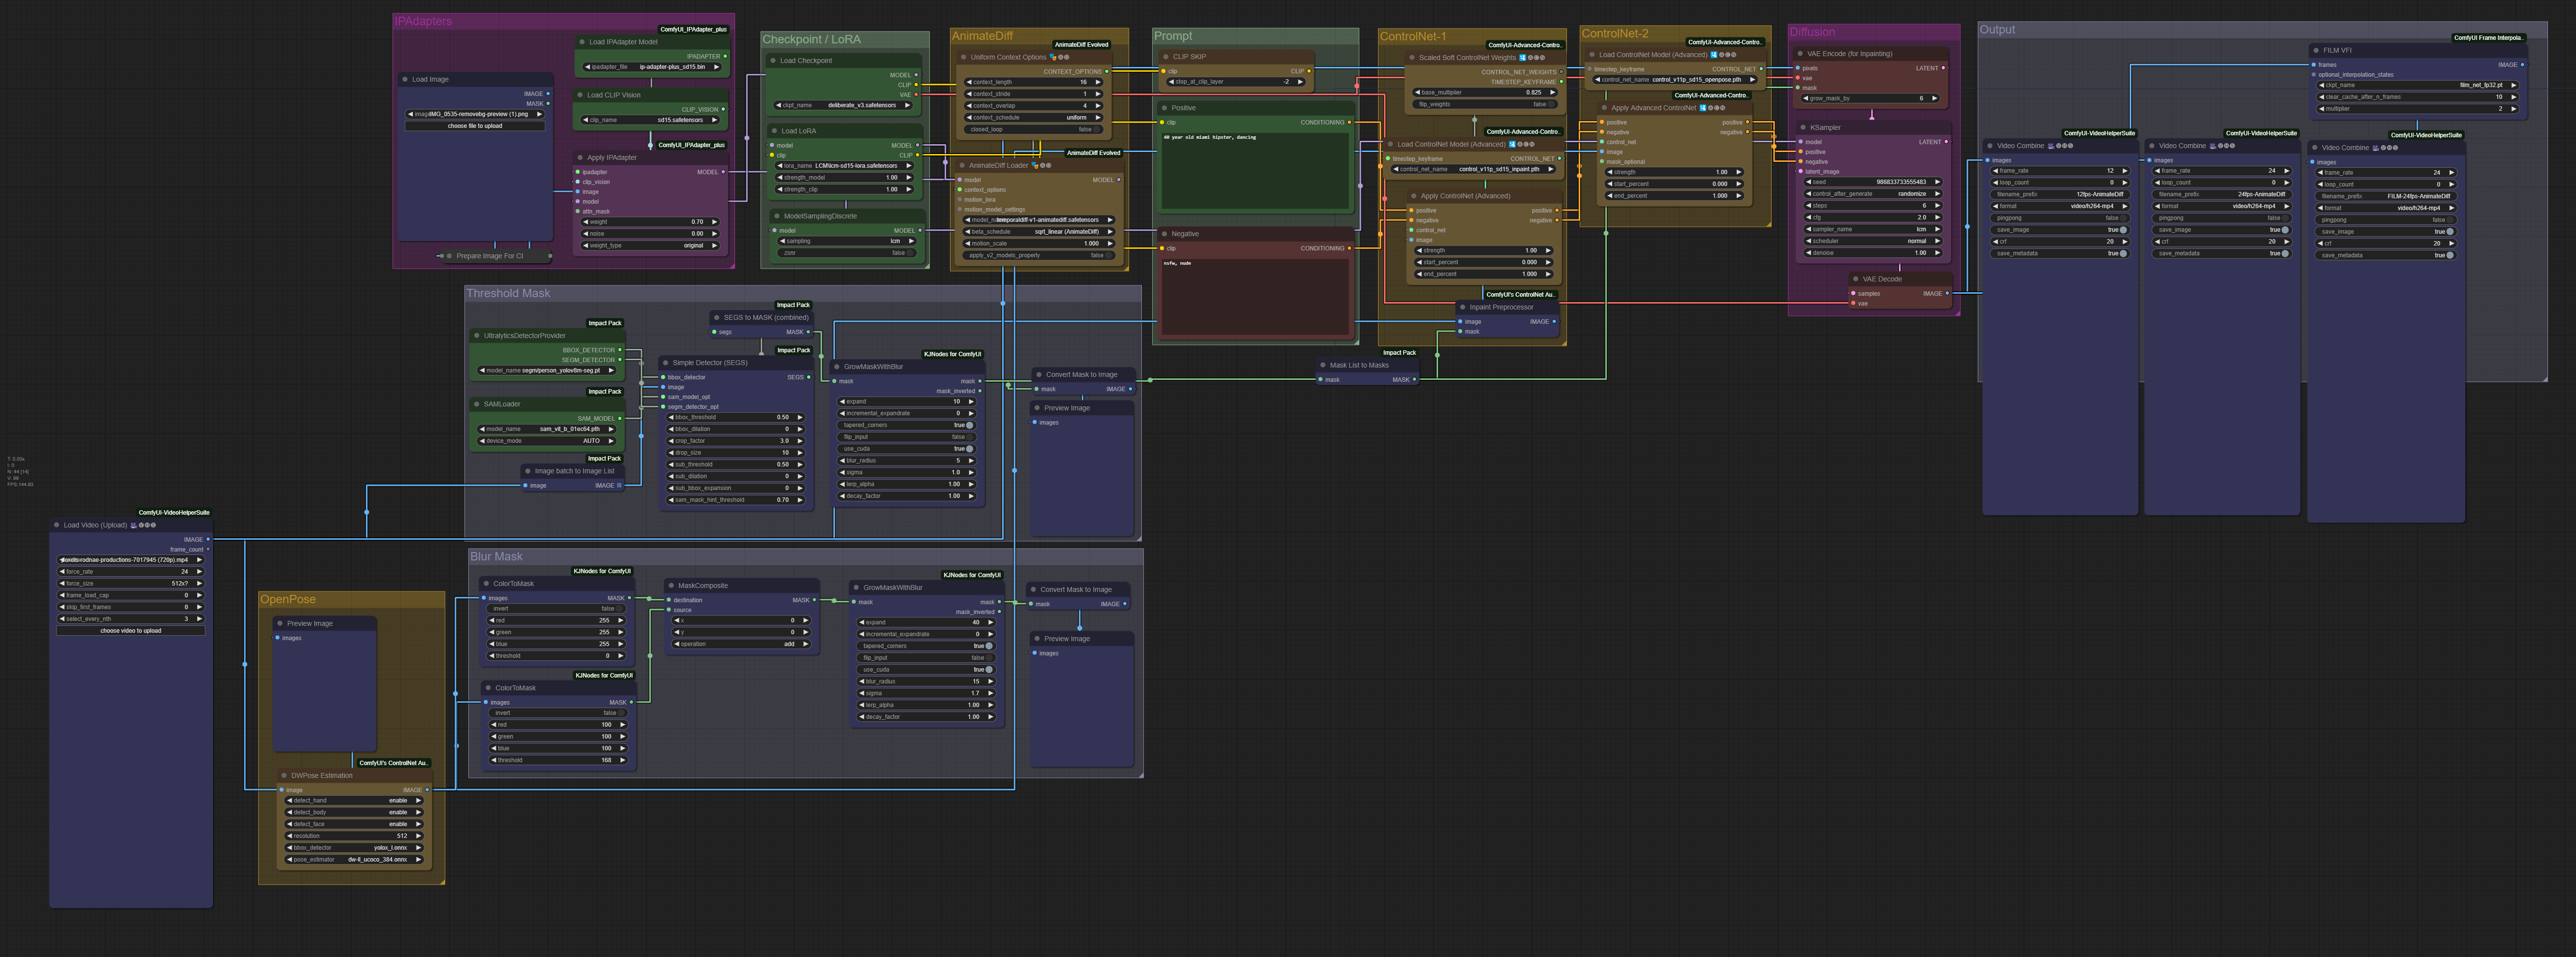 IPAdapters
ComfyUI_IPAdapter_plus
Load IPAdapter Model
IPADAPTER
ipadapter_file ip-adapter-plus_sd15.bin
Load Image
IMAGE
MASK
choose file to upload
Load CLIP Vision
CLIP_VISION
clip_name sd15.safetensors
ComfyUI_IPAdapter_plus
Apply IPAdapter
ipadapter MODEL
clip_vision
image
model
attn_mask
weight 0.70
noise 0.00
weight_type original
Prepare Image For Cl
Checkpoint / LoRA
Load Checkpoint
MODEL
CLIP
VAE
ckpt_name deliberate_v3.safetensors
Load LoRA
model MODEL
clip CLIP
lora_name LCM\lcm-sd15-lora.safetensors
strength_model 1.00
strength_clip 1.00
ModelSamplingDiscrete
model MODEL
sampling lcm
zsnr false
AnimateDiff
AnimateDiff Evolved
Uniform Context Options
CONTEXT_OPTIONS
context_length 16
context_stride 1
context_overlap 4
context_schedule uniform
closed_loop false
AnimateDiff Evolved
AnimateDiff Loader
model MODEL
context_options
motion_lora
motion_model_settings
temporaldiff-v1-animatediff.safetensors
beta_schedule sqrt_linear (AnimateDiff)
motion_scale 1.000
apply_v2_models_properly false
Prompt
CLIP SKIP
clip CLIP
stop_at_clip_layer -2
Positive
clip CONDITIONING
40 year old miami hipster, dancing
Negative
clip CONDITIONING
nsfw, nude
ControlNet-1
ComfyUI-Advanced-Contro..
Scaled Soft ControlNet Weights
CONTROL_NET_WEIGHTS
TIMESTEP_KEYFRAME
base_multiplier 0.825
flip_weights false
ComfyUI-Advanced-Contro..
Load ControlNet Model (Advanced)
timestep_keyframe CONTROL_NET
control_net_name control_v11p_sd15_inpaint.pth
Apply ControlNet (Advanced)
positive positive
negative negative
control_net
image
strength 1.00
start_percent 0.000
end_percent 1.000
ComfyUI's ControlNet Au..
Inpaint Preprocessor
image IMAGE
mask
ControlNet-2
ComfyUI-Advanced-Contro..
Load ControlNet Model (Advanced)
timestep_keyframe CONTROL_NET
control_net_name control_v11p_sd15_openpose.pth
ComfyUI-Advanced-Contro..
Apply Advanced ControlNet
positive positive
negative negative
control_net
image
mask_optional
strength 1.00
start_percent 0.000
end_percent 1.000
Diffusion
VAE Encode (for Inpainting)
pixels LATENT
vae
mask
grow_mask_by 6
KSampler
model LATENT
positive
negative
latent_image
seed 986833733555483
control_after_generate randomize
steps 6
cfg 2.0
sampler_name lcm
scheduler normal
denoise 1.00
VAE Decode
samples IMAGE
vae
Output
ComfyUI Frame Interpola..
FILM VFI
frames IMAGE
optional_interpolation_states
ckpt_name film_net_fp32.pt
clear_cache_after_n_frames 10
multiplier 2
ComfyUI-VideoHelperSuite
Video Combine
images
frame_rate 12
loop_count 0
filename_prefix 12fps-AnimateDiff
format video/h264-mp4
pingpong false
save_image true
crf 20
save_metadata true
ComfyUI-VideoHelperSuite
Video Combine
images
frame_rate 24
loop_count 0
filename_prefix 24fps-AnimateDiff
format video/h264-mp4
pingpong false
save_image true
crf 20
save_metadata true
ComfyUI-VideoHelperSuite
Video Combine
images
frame_rate 24
loop_count 0
filename_prefix FILM-24fps-AnimateDiff
format video/h264-mp4
pingpong false
save_image true
crf 20
save_metadata true
Threshold Mask
Impact Pack
UltralyticsDetectorProvider
BBOX_DETECTOR
SEGM_DETECTOR
model_name segm/person_yolov8m-seg.pt
Impact Pack
SAMLoader
SAM_MODEL
model_name sam_vit_b_01ec64.pth
device_mode AUTO
Impact Pack
Image batch to Image List
image IMAGE
Impact Pack
SEGS to MASK (combined)
segs MASK
Impact Pack
Simple Detector (SEGS)
bbox_detector SEGS
image
sam_model_opt
segm_detector_opt
bbox_threshold 0.50
bbox_dilation 0
crop_factor 3.0
drop_size 10
sub_threshold 0.50
sub_dilation 0
sub_bbox_expansion 0
sam_mask_hint_threshold 0.70
KJNodes for ComfyUI
GrowMaskWithBlur
mask mask
mask_inverted
expand 10
incremental_expandrate 0
tapered_corners true
flip_input false
use_cuda true
blur_radius 5
sigma 1.0
lerp_alpha 1.00
decay_factor 1.00
Convert Mask to Image
mask IMAGE
Preview Image
images
Impact Pack
Mask List to Masks
mask MASK
T: 0.00s
I: 0
N: 44 [14]
V: 89
FPS:144.93
ComfyUI-VideoHelperSuite
Load Video (Upload)
IMAGE
frame_count
force_rate 24
force_size 512x?
frame_load_cap 0
skip_first_frames 0
select_every_nth 3
choose video to upload
OpenPose
Preview Image
images
ComfyUI's ControlNet Au..
DWPose Estimation
image IMAGE
detect_hand enable
detect_body enable
detect_face enable
resolution 512
bbox_detector yolox_l.onnx
pose_estimator dw-ll_ucoco_384.onnx
Blur Mask
KJNodes for ComfyUI
ColorToMask
images MASK
invert false
red 255
green 255
blue 255
threshold 0
KJNodes for ComfyUI
ColorToMask
images MASK
invert false
red 100
green 100
blue 100
threshold 168
MaskComposite
destination MASK
source
x 0
y 0
operation add
KJNodes for ComfyUI
GrowMaskWithBlur
mask mask
mask_inverted
expand 40
incremental_expandrate 0
tapered_corners true
flip_input false
use_cuda true
blur_radius 15
sigma 1.7
lerp_alpha 1.00
decay_factor 1.00
Convert Mask to Image
mask IMAGE
Preview Image
images